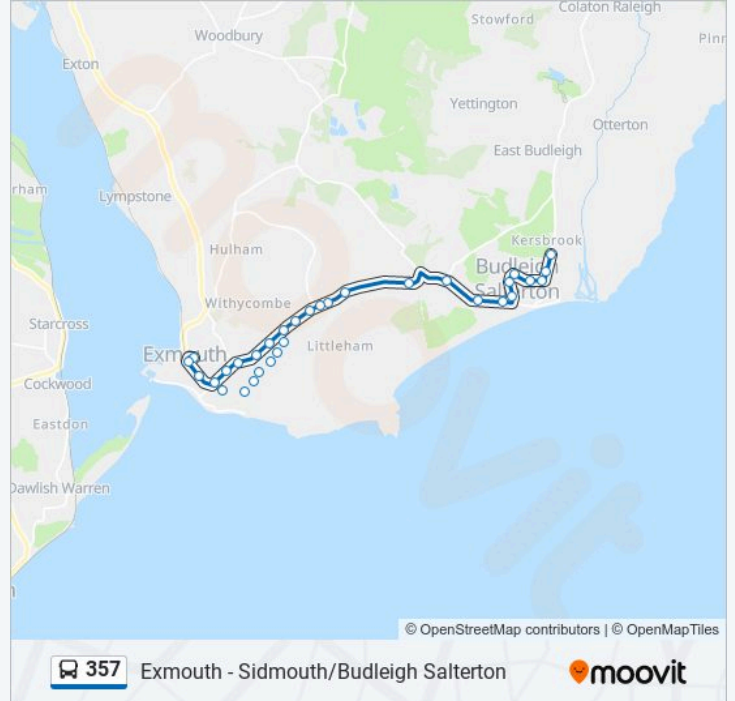 Stowford
Colaton Raleigh
Woodbury
Pinn
Exton
Yettington
Otterton
East Budleigh
rham
Lympstone
Kersbrook
Hulham
Budleigh
Salterton
Withycombe
Starcross
Littleham
Exmouth
Cockwood
Eastdon
Dawlish Warren
moovit
© OpenStreetMap contributors | © OpenMapTiles
357 Exmouth - Sidmouth/Budleigh Salterton moovit